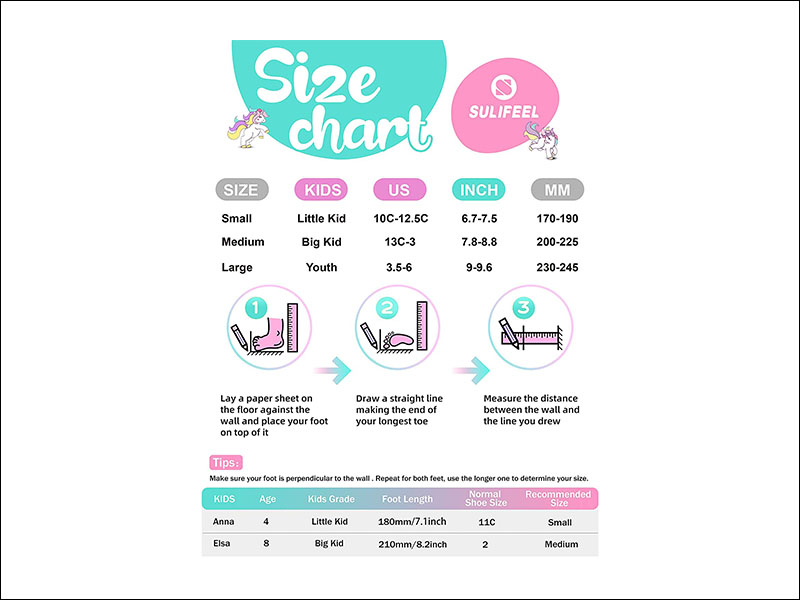 Size
chart
SULIFEEL
SIZE KIDS US INCH MM
Small Little Kid 10C-12.5C 6.7-7.5 170-190
Medium Big Kid 13C-3 7.8-8.8 200-225
Large Youth 3.5-6 9-9.6 230-245
1
2
3
Lay a paper sheet on
the floor against the
wall and place your foot
on top of it
Draw a straight line
making the end of
your longest toe
Measure the distance
between the wall and
the line you drew
Tips:
Make sure your foot is perpendicular to the wall . Repeat for both feet, use the longer one to determine your size.
KIDS Age Kids Grade Foot Length Normal Shoe Size Recommended Size
Anna 4 Little Kid 180mm/7.1inch 11C Small
Elsa 8 Big Kid 210mm/8.2inch 2 Medium